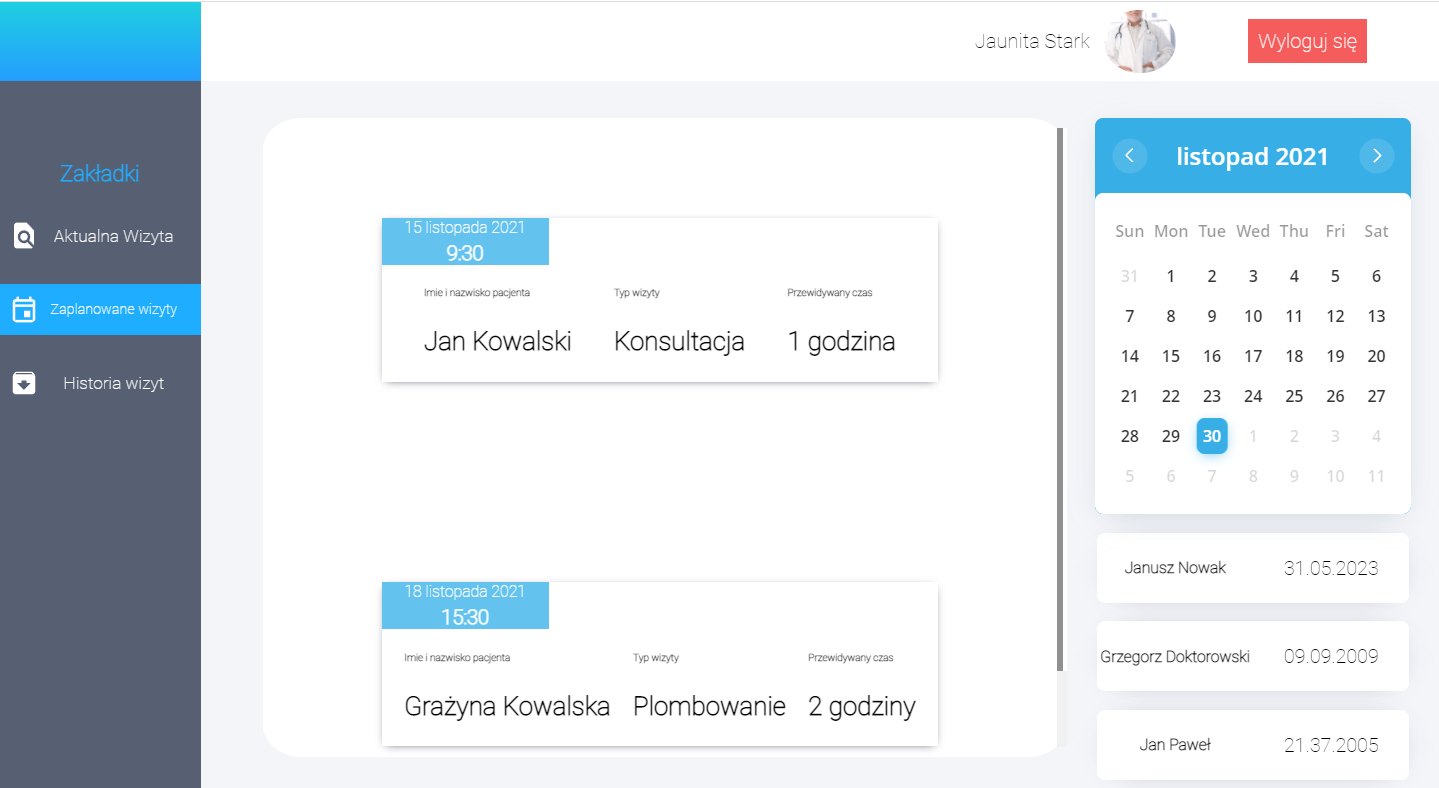 Jaunita Stark
Wyloguj się
Zakładki
Aktualna Wizyta
Zaplanowane wizyty
Historia wizyt
15 listopada 2021
9:30
Imie i nazwisko pacjenta Typ wizyty Przewidywany czas
Jan Kowalski Konsultacja 1 godzina
18 listopada 2021
15:30
Imie i nazwisko pacjenta Typ wizyty Przewidywany czas
Grażyna Kowalska Plombowanie 2 godziny
listopad 2021
Sun Mon Tue Wed Thu Fri Sat
31 1 2 3 4 5 6
7 8 9 10 11 12 13
14 15 16 17 18 19 20
21 22 23 24 25 26 27
28 29 30 1 2 3 4
5 6 7 8 9 10 11
Janusz Nowak 31.05.2023
Grzegorz Doktorowski 09.09.2009
Jan Paweł 21.37.2005